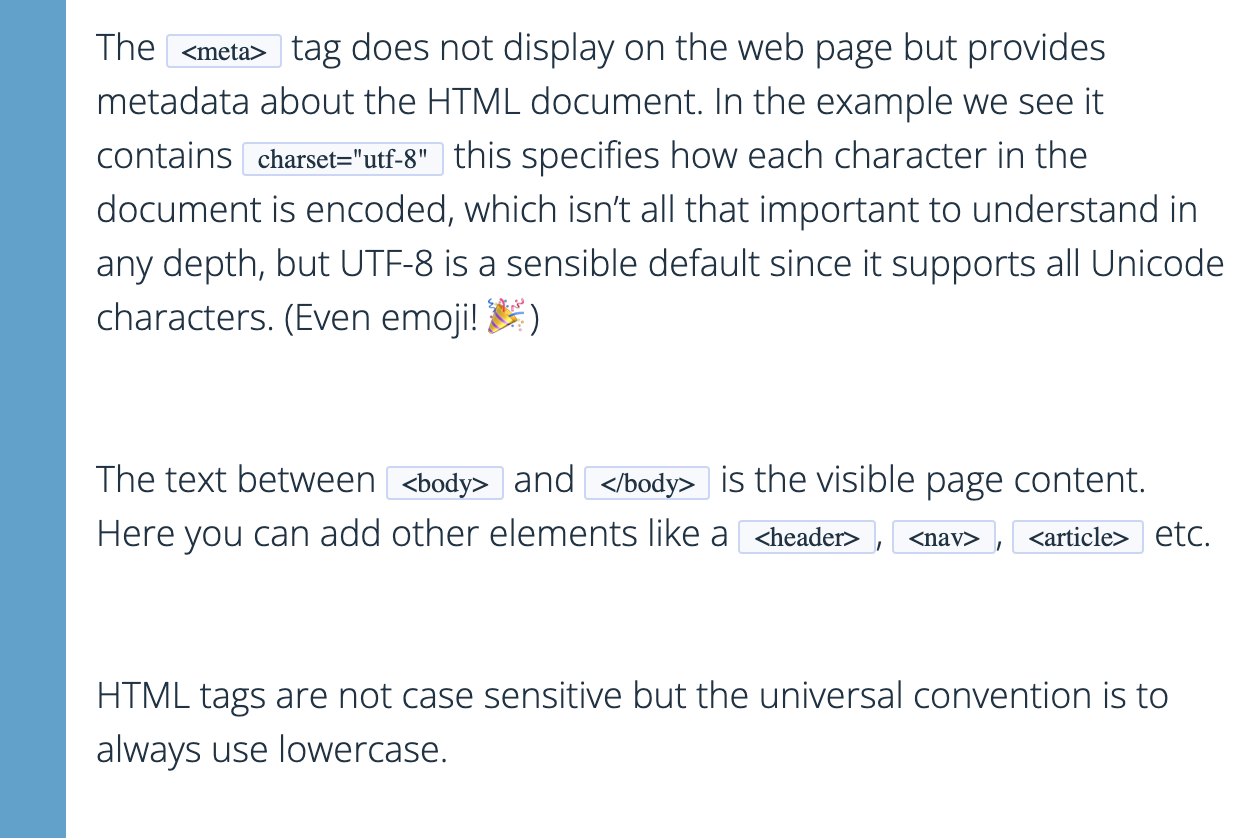 The <meta> tag does not display on the web page but provides
metadata about the HTML document. In the example we see it
contains charset="utf-8" this specifies how each character in the
document is encoded, which isn’t all that important to understand in
any depth, but UTF-8 is a sensible default since it supports all Unicode
characters. (Even emoji! 🎉)
The text between <body> and </body> is the visible page content.
Here you can add other elements like a <header>, <nav>, <article> etc.
HTML tags are not case sensitive but the universal convention is to
always use lowercase.